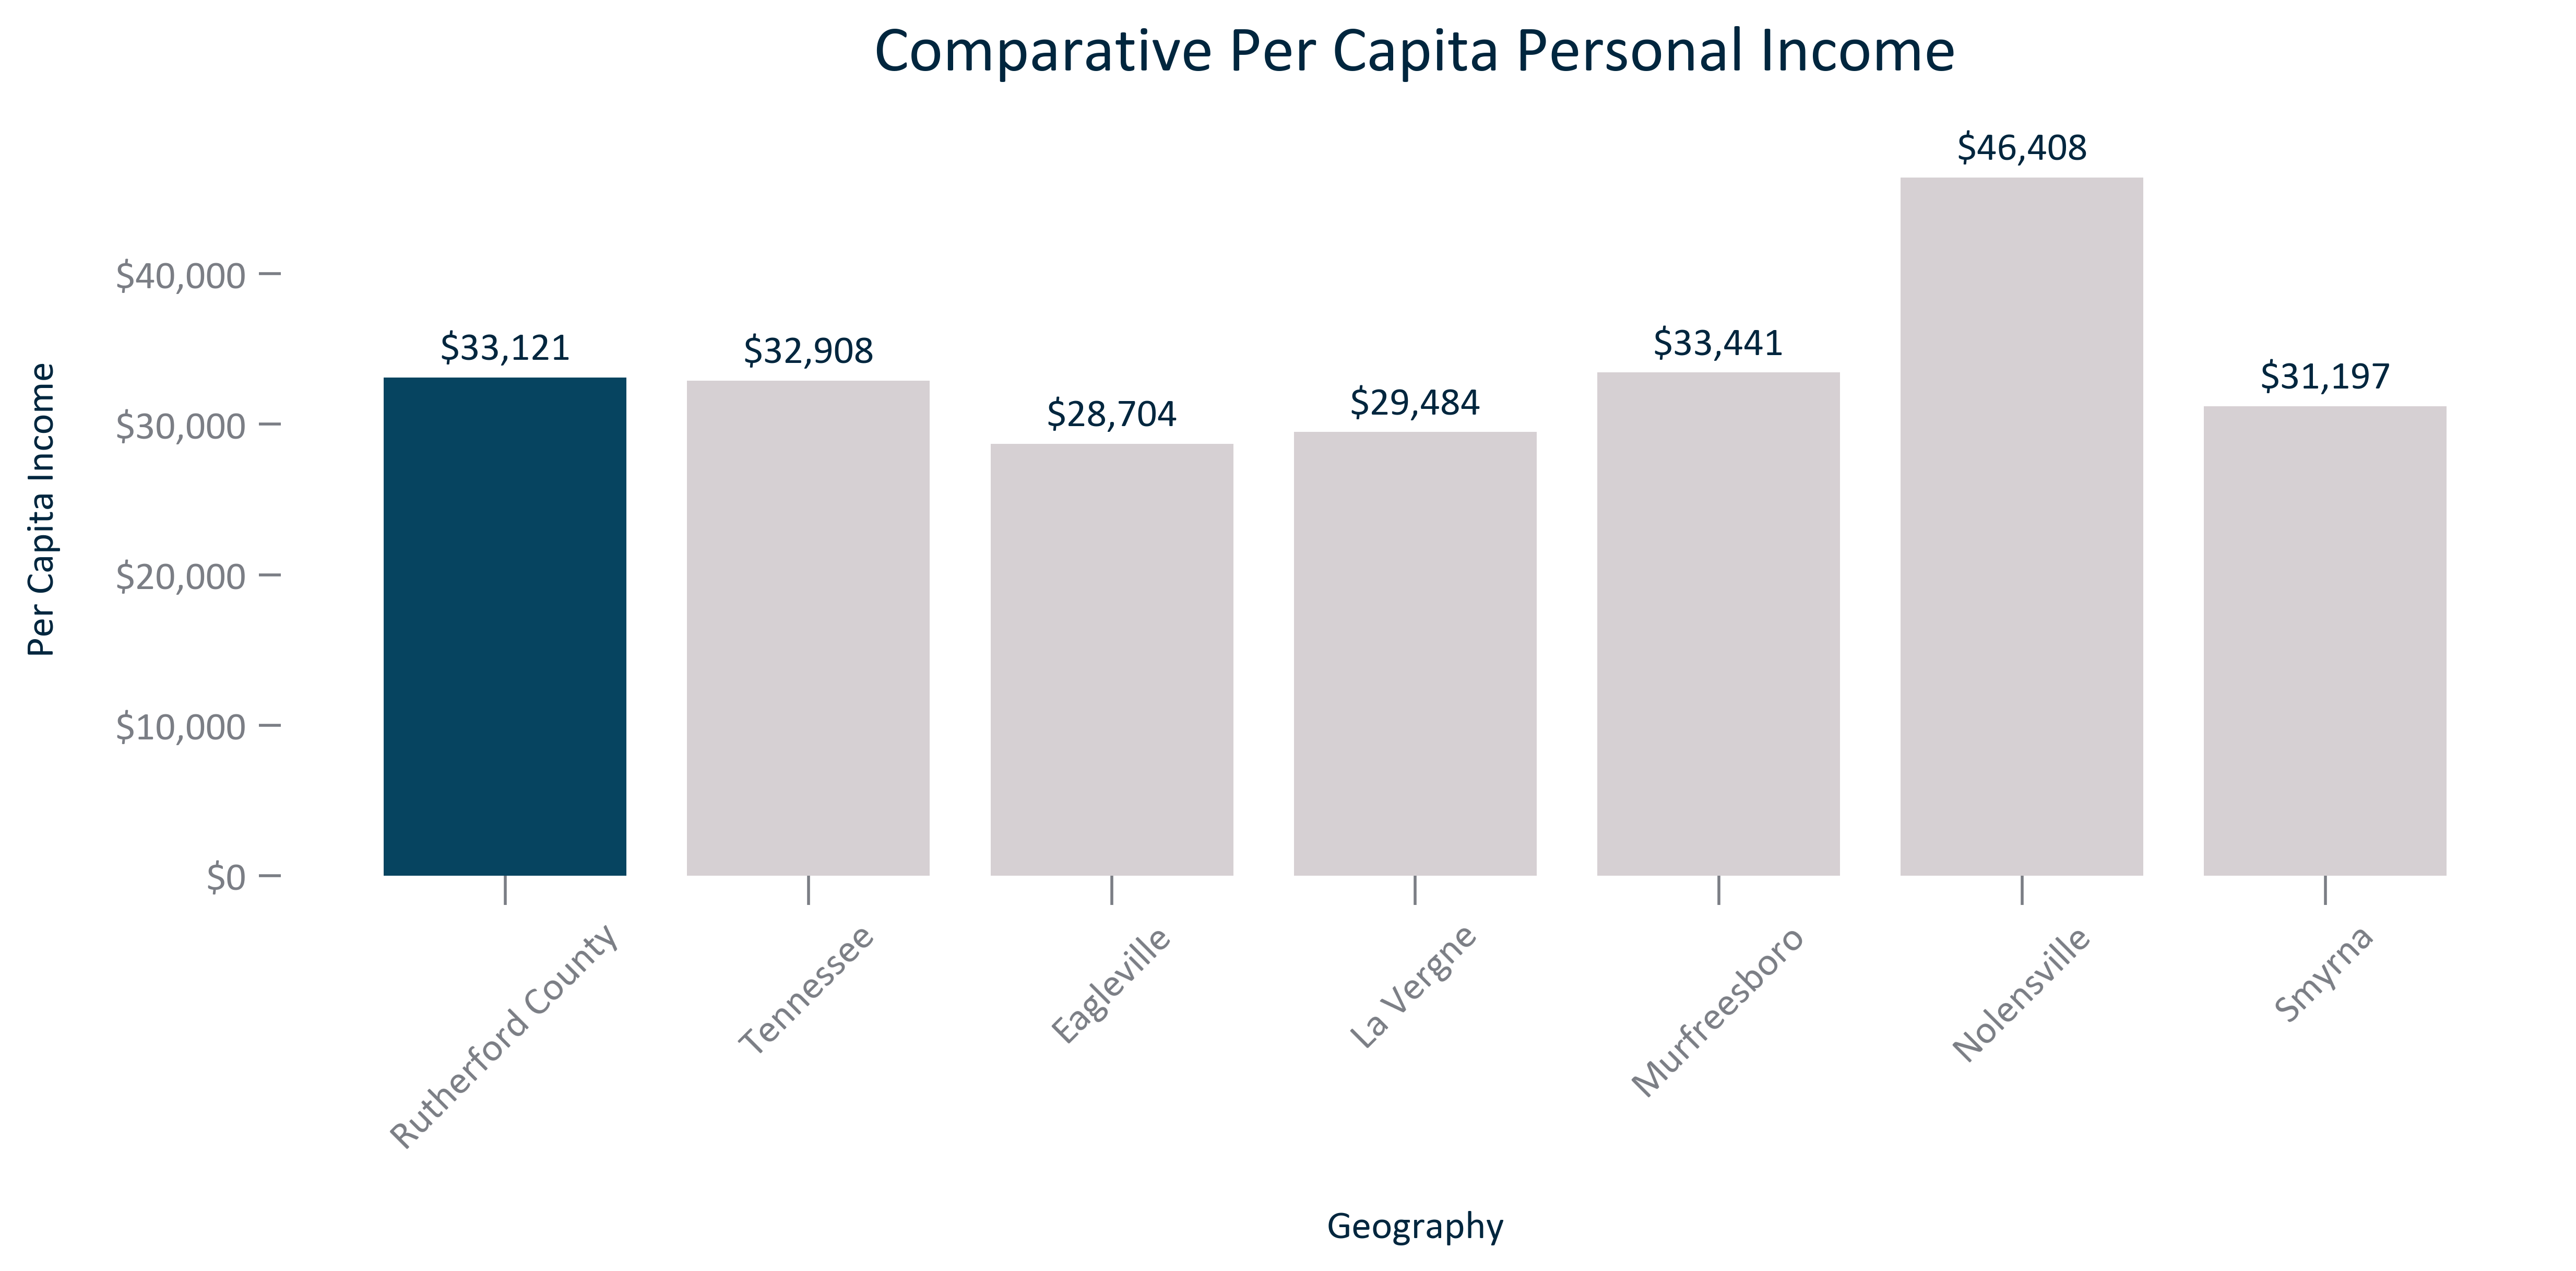 Comparative Per Capita Personal Income
Per Capita Income
$40,000
$30,000
$20,000
$10,000
$0
$33,121
$32,908
$28,704
$29,484
$33,441
$46,408
$31,197
Rutherford County
Tennessee
Eagleville
La Vergne
Murfreesboro
Nolensville
Smyrna
Geography